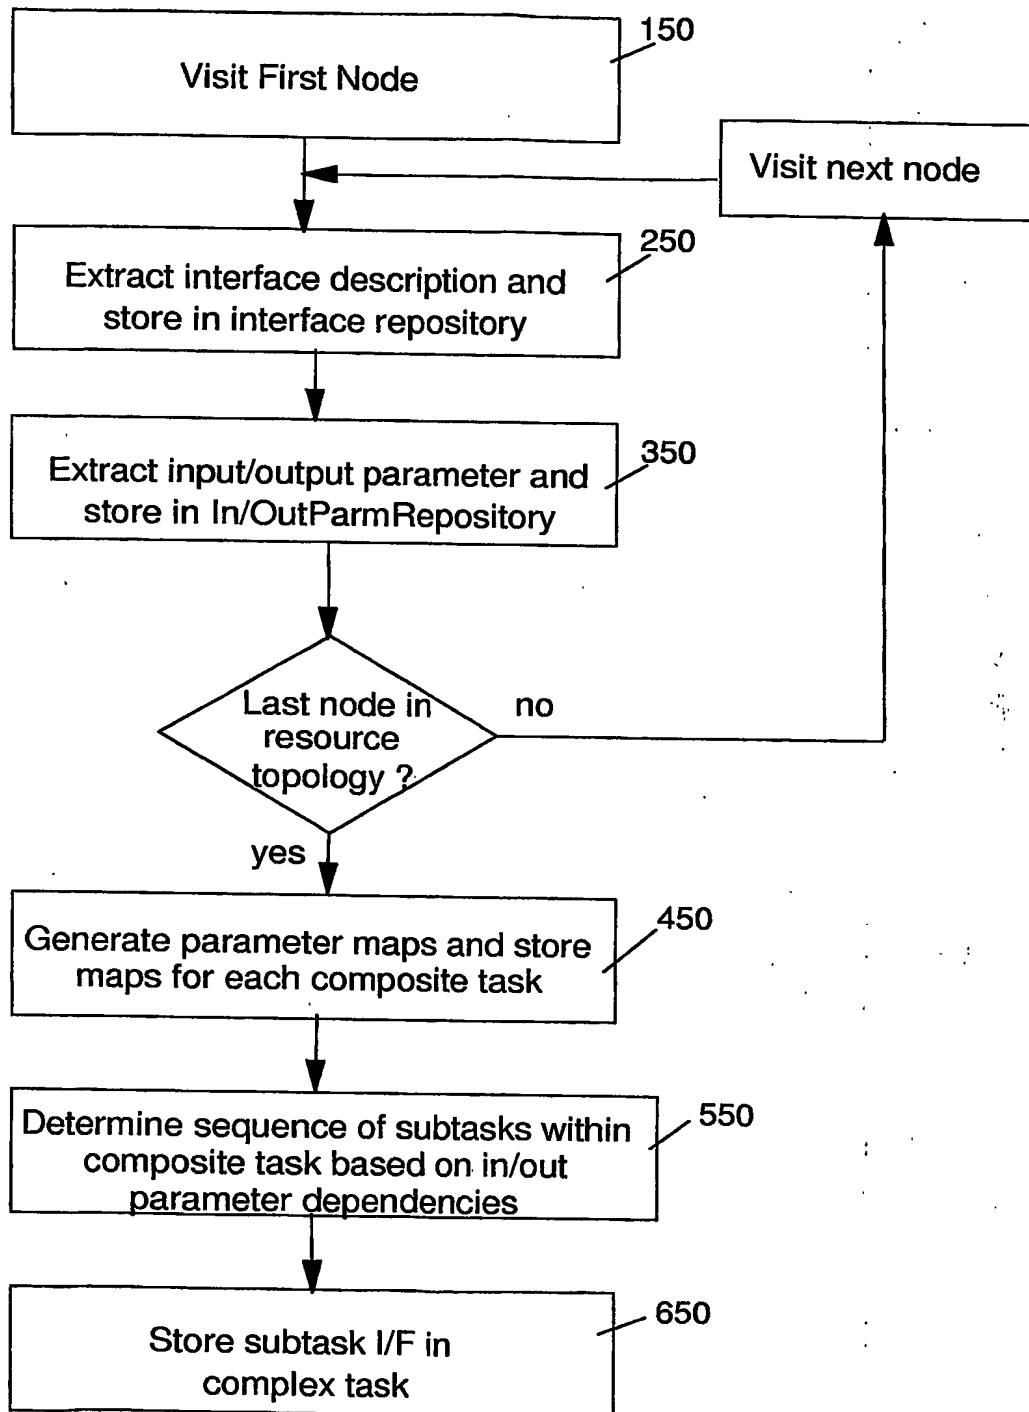 150
Visit First Node
Visit next node
250
Extract interface description and
store in interface repository
350
Extract input/output parameter and
store in In/OutParmRepository
Last node in
resource
topology ?
no
yes
450
Generate parameter maps and store
maps for each composite task
550
Determine sequence of subtasks within
composite task based on in/out
parameter dependencies
650
Store subtask I/F in
complex task